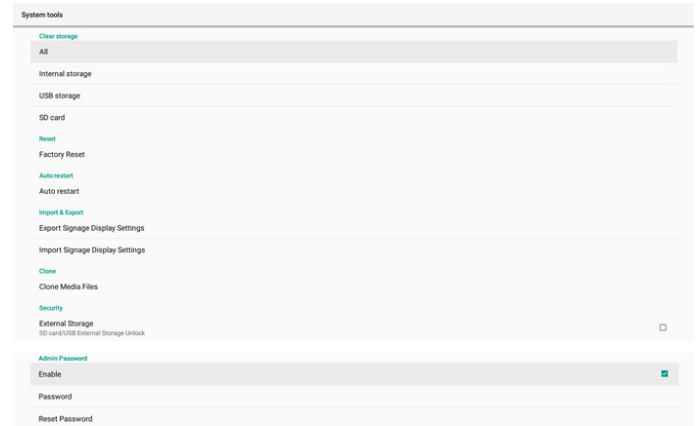 System tools
Clear storage
All
Internal storage
USB storage
SD card
Reset
Factory Reset
Auto restart
Auto restart
Import & Export
Export Signage Display Settings
Import Signage Display Settings
Clone
Clone Media Files
Security
External Storage
SD card/USB External Storage Unlock
Admin Password
Enable
Password
Reset Password